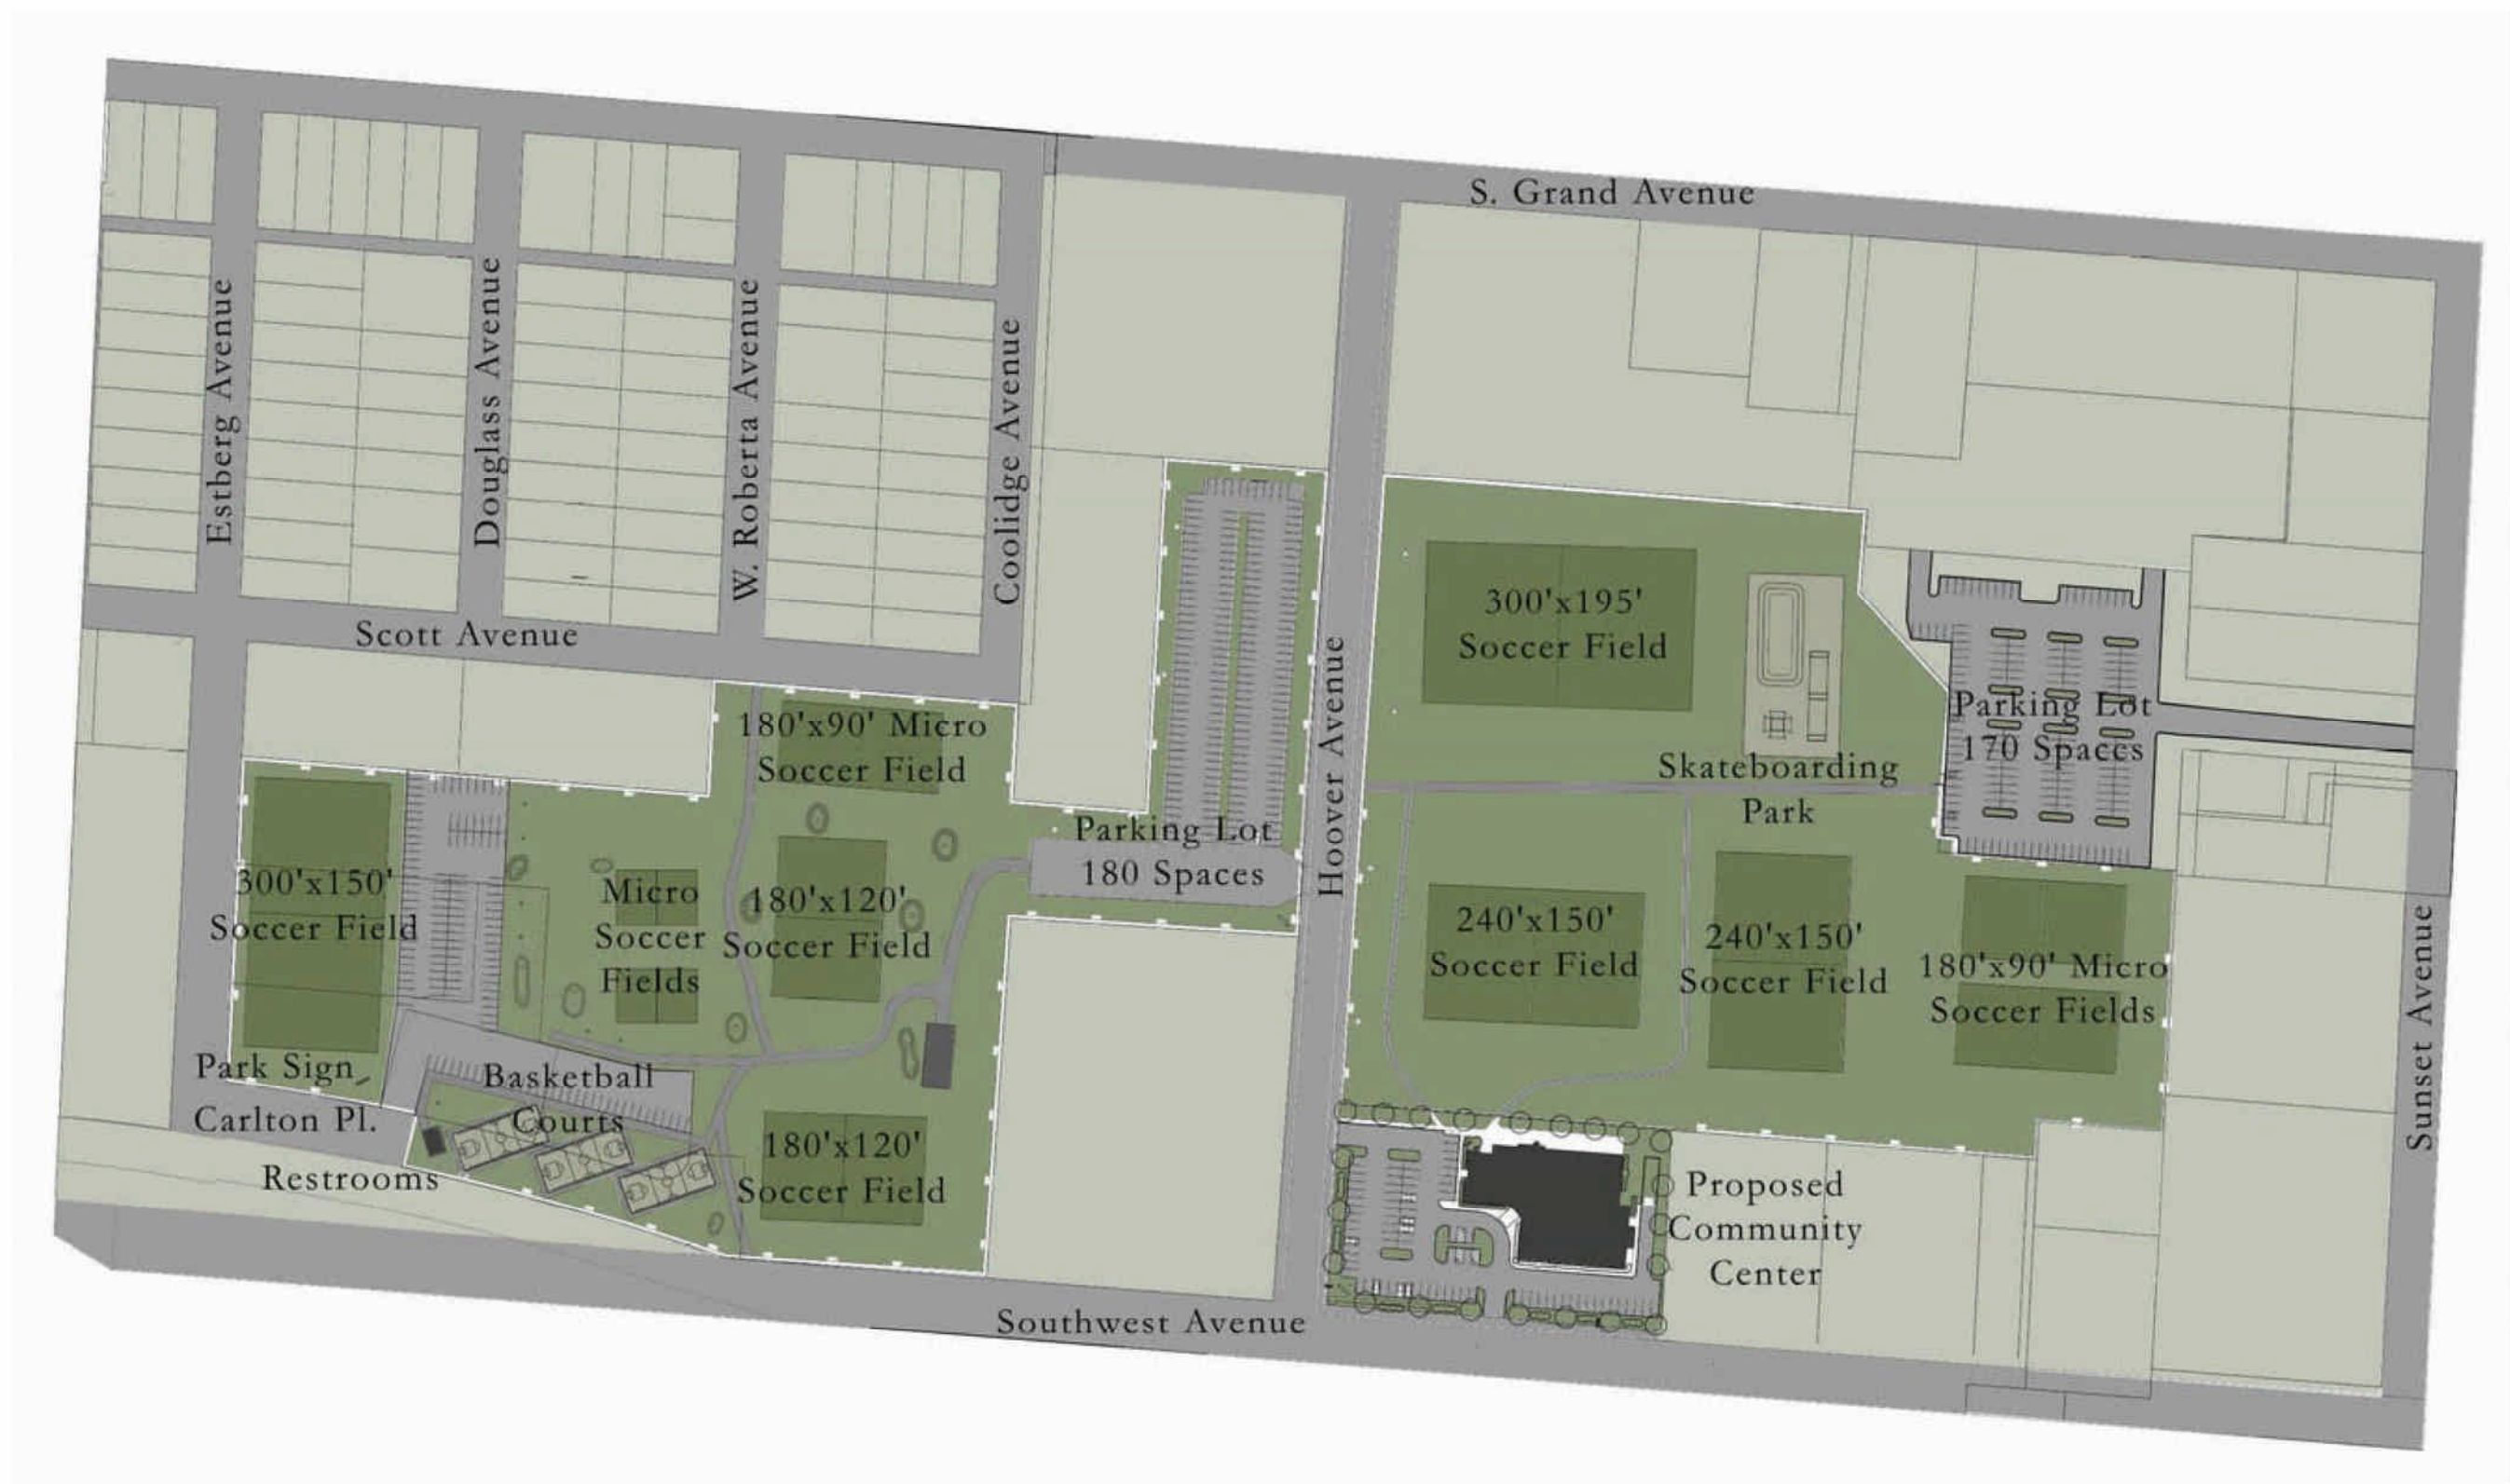 S. Grand Avenue
Estberg Avenue
Douglass Avenue
W. Roberta Avenue
Coolidge Avenue
Scott Avenue
Hoover Avenue
300'x195'
Soccer Field
180'x90' Micro
Soccer Field
Parking Lot
170 Spaces
Skateboarding
Park
Parking Lot
180 Spaces
300'x150'
Soccer Field
Micro
Soccer
Fields
180'x120'
Soccer Field
240'x150'
Soccer Field
240'x150'
Soccer Field
180'x90' Micro
Soccer Fields
Sunset Avenue
Park Sign
Basketball
Courts
Carlton Pl.
Restrooms
180'x120'
Soccer Field
Proposed
Community
Center
Southwest Avenue